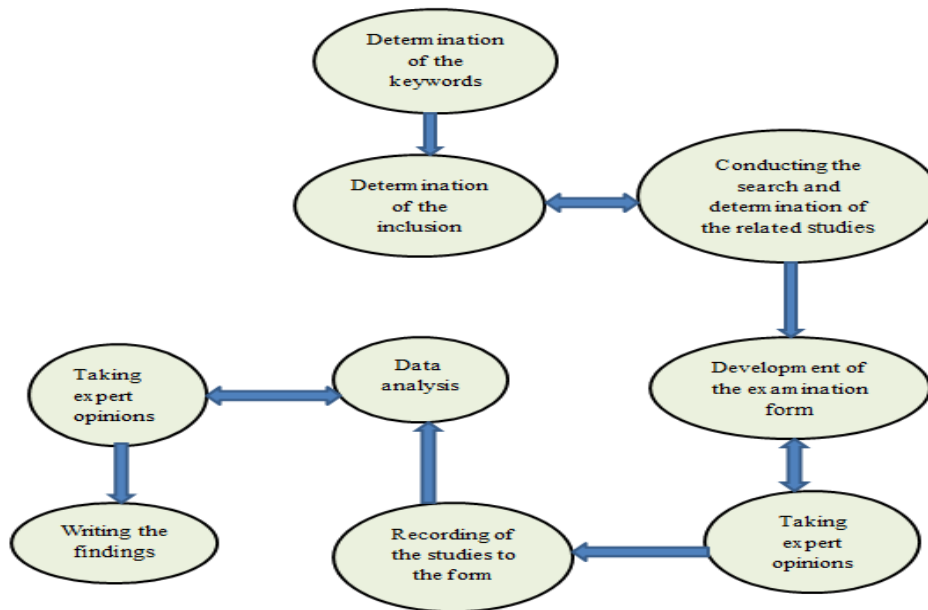 Determination
of the
keywords
Determination
of the
inclusion
Conducting the
search and
determination of
the related studies
Development of
the examination
form
Taking
expert
opinions
Recording of
the studies to
the form
Data
analysis
Taking
expert
opinions
Writing the
findings